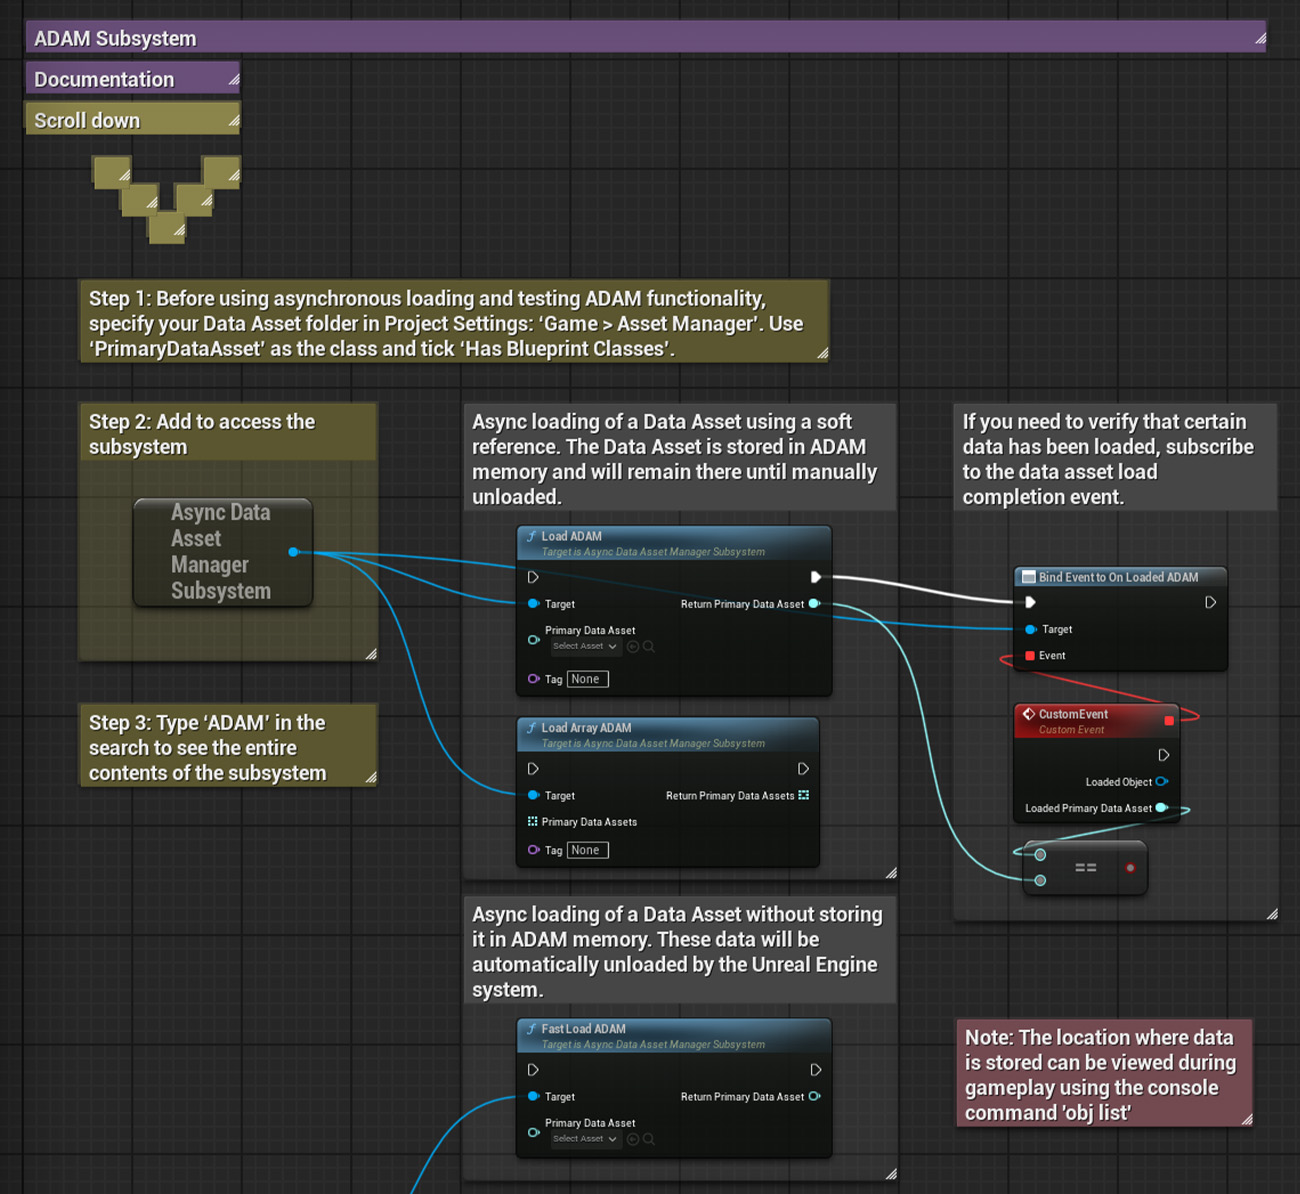 ADAM Subsystem
Documentation
Scroll down
Step 1: Before using asynchronous loading and testing ADAM functionality,
specify your Data Asset folder in Project Settings: ‘Game > Asset Manager’. Use
‘PrimaryDataAsset’ as the class and tick ‘Has Blueprint Classes’.
Step 2: Add to access the
subsystem
Async Data
Asset
Manager
Subsystem
Step 3: Type ‘ADAM’ in the
search to see the entire
contents of the subsystem
Async loading of a Data Asset using a soft
reference. The Data Asset is stored in ADAM
memory and will remain there until manually
unloaded.
f Load ADAM
Target is Async Data Asset Manager Subsystem
Target
Return Primary Data Asset
Primary Data Asset
Select Asset
Tag None
f Load Array ADAM
Target is Async Data Asset Manager Subsystem
Target
Return Primary Data Assets
Primary Data Assets
Tag None
If you need to verify that certain
data has been loaded, subscribe
to the data asset load
completion event.
Bind Event to On Loaded ADAM
Target
Event
CustomEvent
Custom Event
Loaded Object
Loaded Primary Data Asset
==
Async loading of a Data Asset without storing
it in ADAM memory. These data will be
automatically unloaded by the Unreal Engine
system.
f Fast Load ADAM
Target is Async Data Asset Manager Subsystem
Target
Return Primary Data Asset
Primary Data Asset
Select Asset
Note: The location where data
is stored can be viewed during
gameplay using the console
command 'obj list'